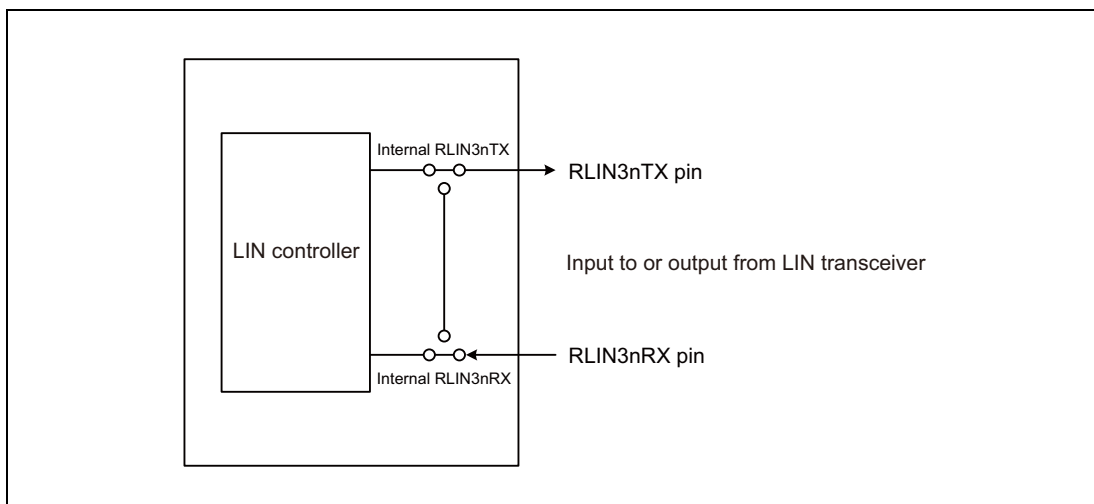 Internal RLIN3nTX
RLIN3nTX pin
LIN controller
Input to or output from LIN transceiver
RLIN3nRX pin
Internal RLIN3nRX